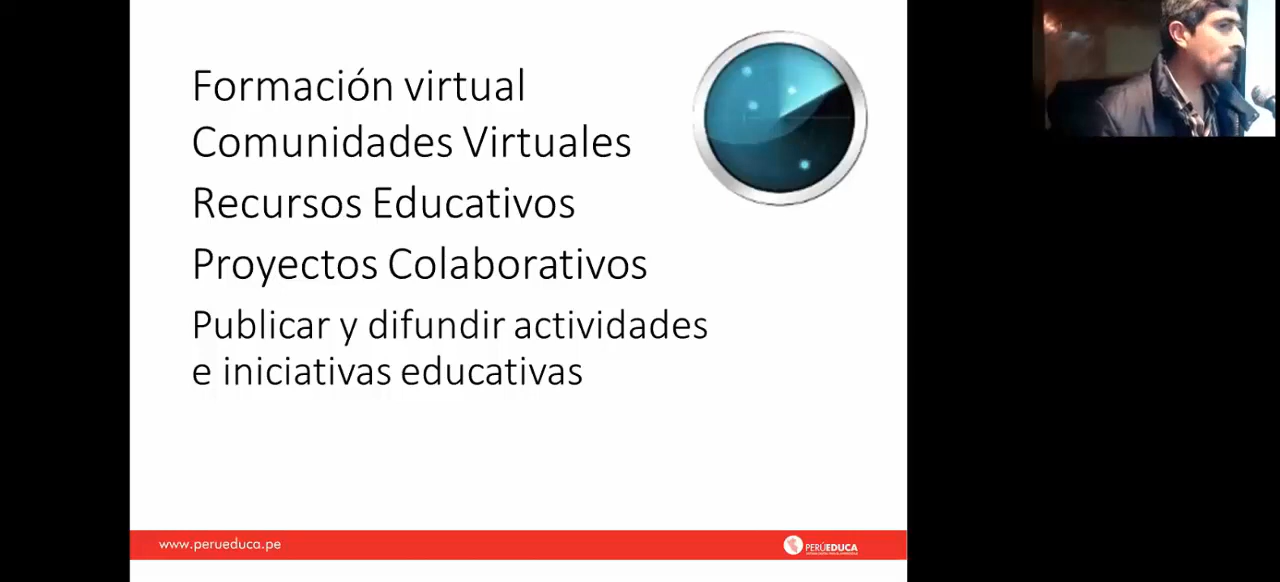 Formación virtual
Comunidades Virtuales
Recursos Educativos
Proyectos Colaborativos
Publicar y difundir actividades
e iniciativas educativas
www.perueduca.pe
PERÚEDUCA